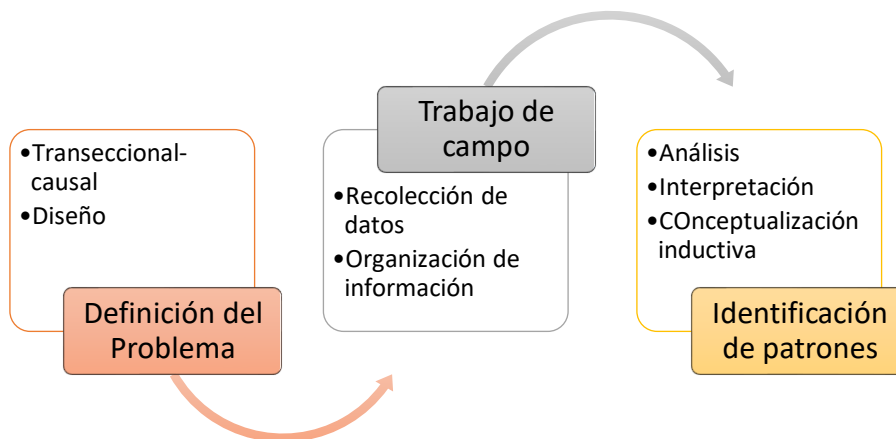 •Transeccional-
causal
•Diseño
Definición del
Problema
Trabajo de
campo
•Recolección de
datos
•Organización de
información
•Análisis
•Interpretación
•COnceptualización
inductiva
Identificación
de patrones